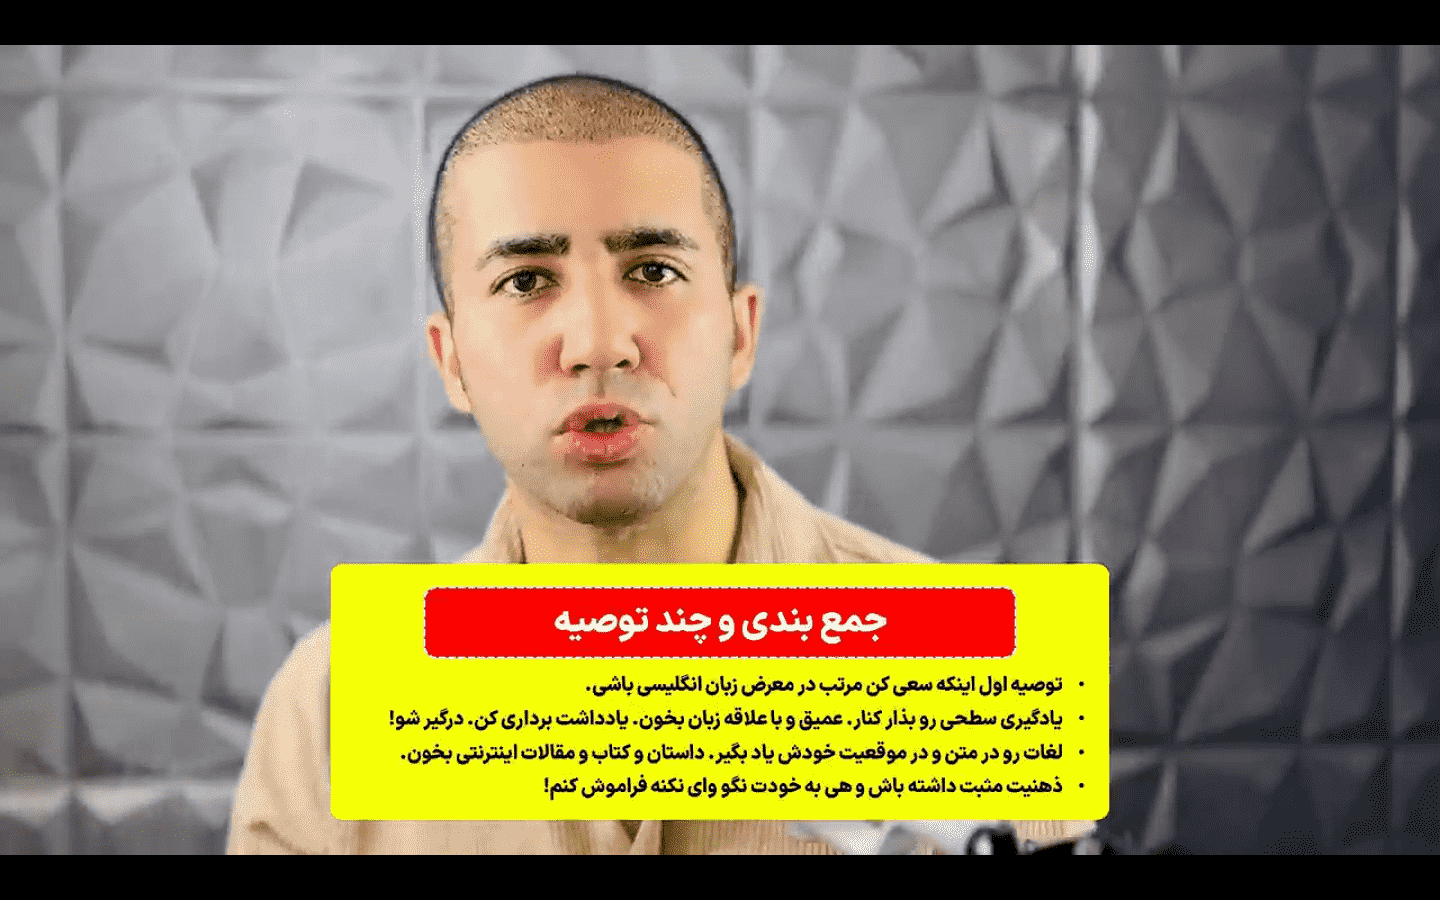 جمع بندی و چند توصیه
• توصیه اول اینکه سعی کن مرتب در معرض زبان انگلیسی باشی.
• یادگیری سطحی رو بذار کنار. عمیق و با علاقه زبان بخون. یادداشت برداری کن. درگیر شو!
• لغات رو در متن و در موقعیت خودش یاد بگیر. داستان و کتاب و مقالات اینترنتی بخون.
• ذهنیت مثبت داشته باش و هی به خودت نگو وای نکنه فراموش کنم!